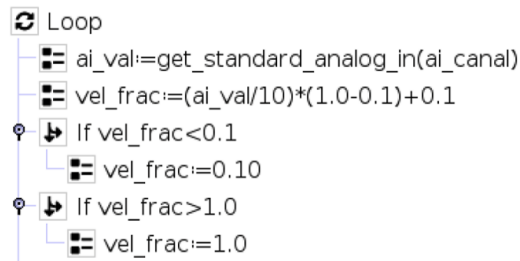 Loop
ai_val:=get_standard_analog_in(ai_canal)
vel_frac:=(ai_val/10)*(1.0-0.1)+0.1
If vel_frac<0.1
vel_frac:=0.10
If vel_frac>1.0
vel_frac:=1.0